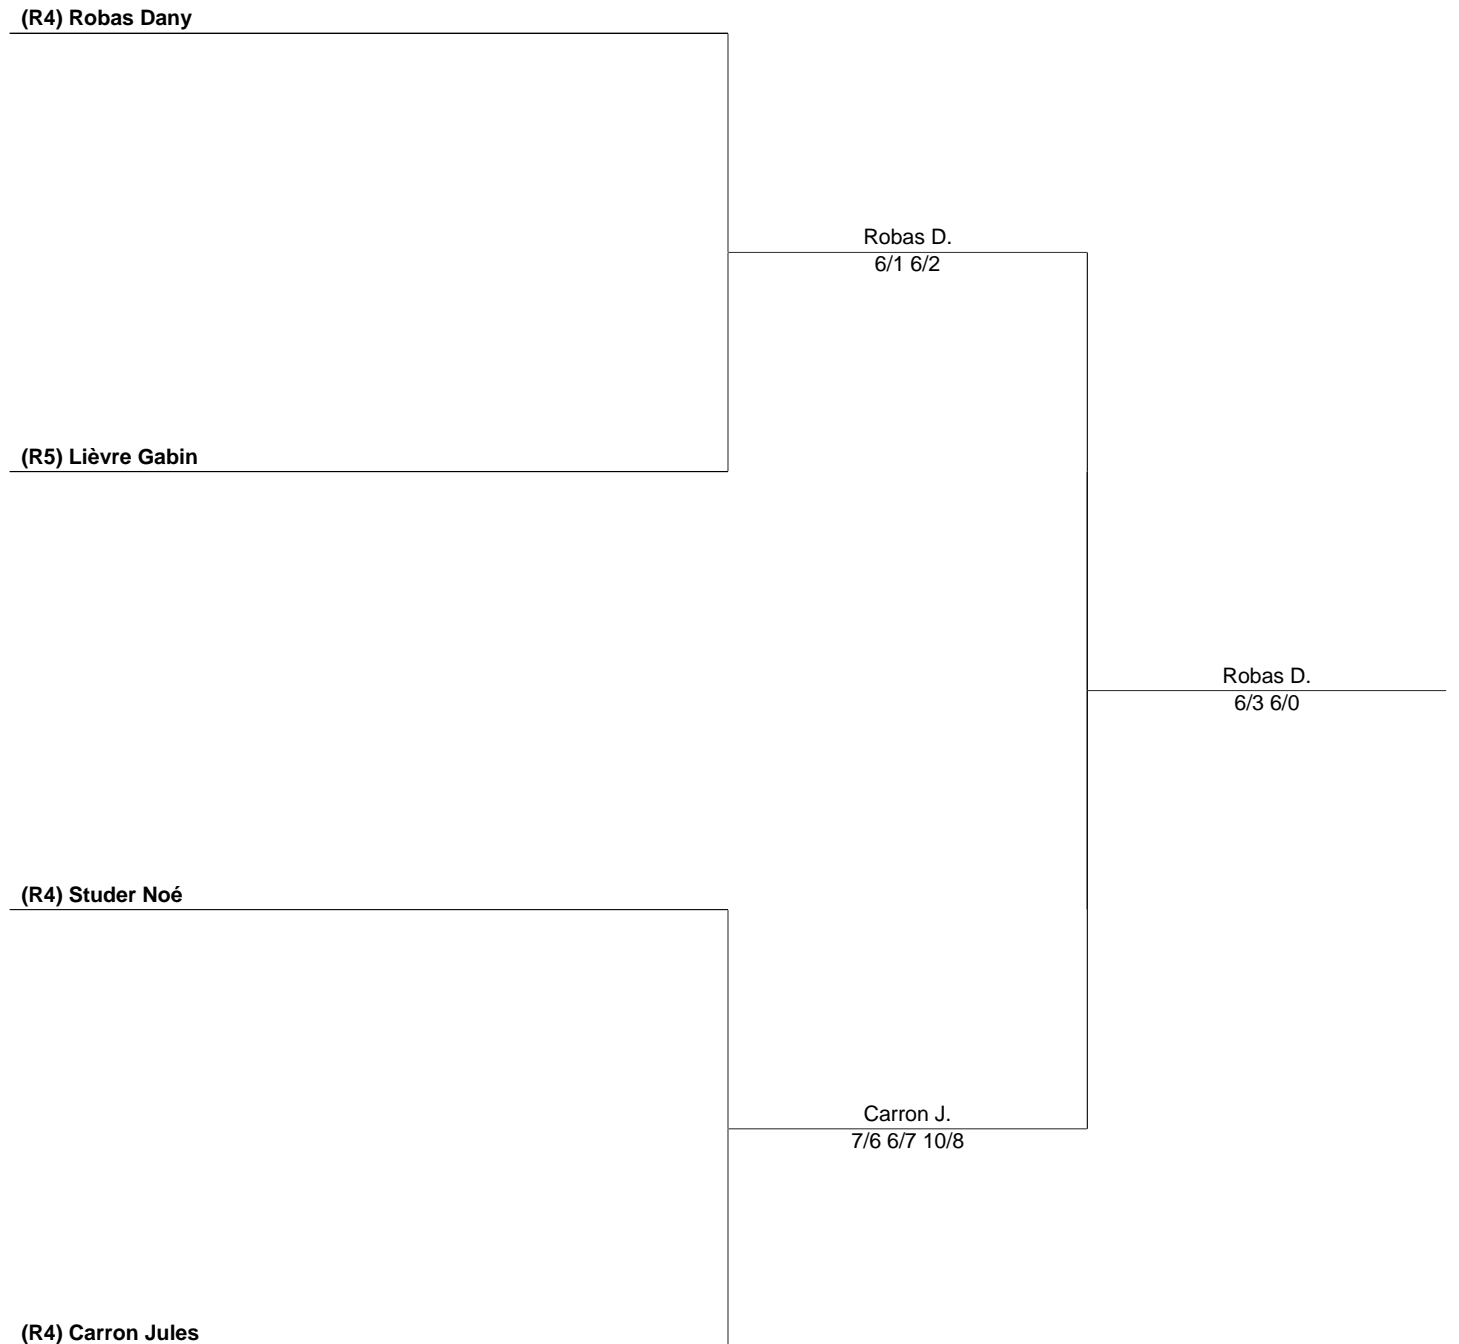 (R4) Robas Dany
Robas D.
6/1 6/2
(R5) Lièvre Gabin
Robas D.
6/3 6/0
(R4) Studer Noé
Carron J.
7/6 6/7 10/8
(R4) Carron Jules